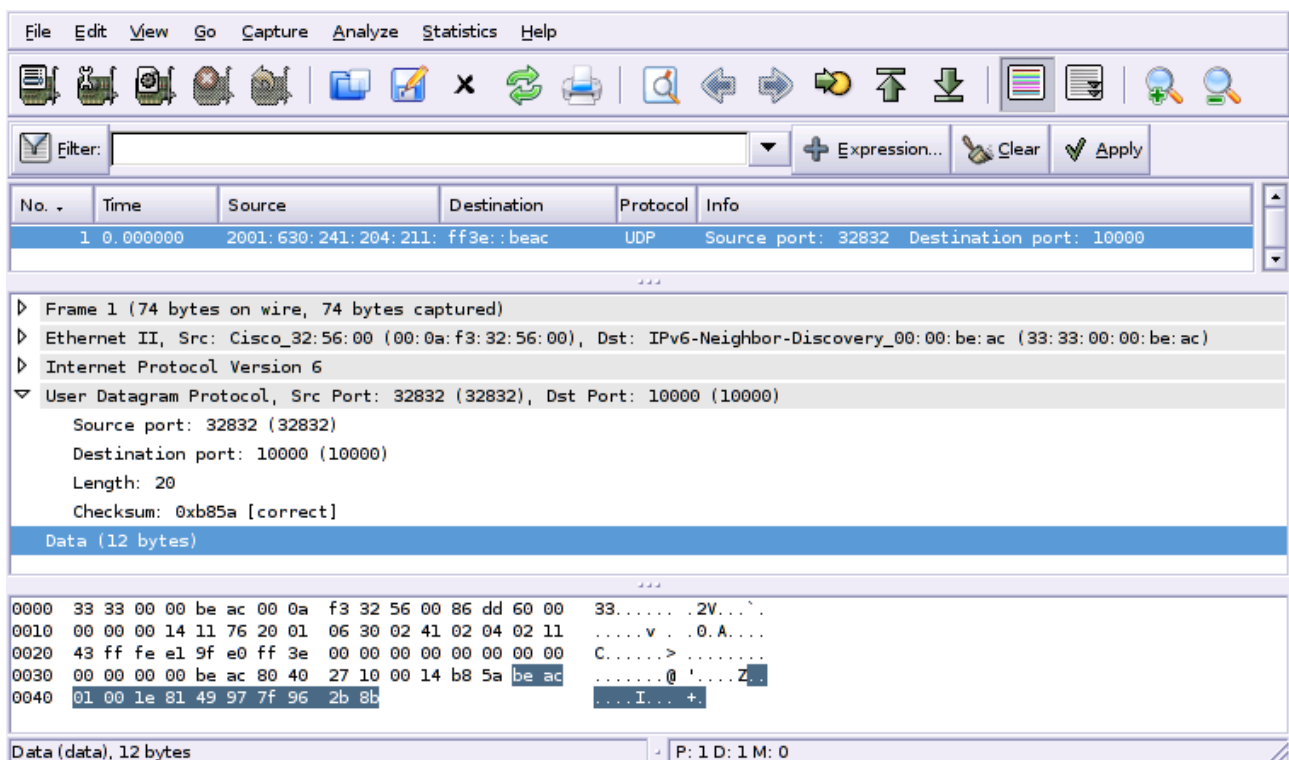 File Edit View Go Capture Analyze Statistics Help
Filter: Expression... Clear Apply
No. Time Source Destination Protocol Info
1 0.000000 2001:630:241:204:211: ff3e::beac UDP Source port: 32832 Destination port: 10000
Frame 1 (74 bytes on wire, 74 bytes captured)
Ethernet II, Src: Cisco_32:56:00 (00:0a:f3:32:56:00), Dst: IPv6-Neighbor-Discovery_00:00:be:ac (33:33:00:00:be:ac)
Internet Protocol Version 6
User Datagram Protocol, Src Port: 32832 (32832), Dst Port: 10000 (10000)
Source port: 32832 (32832)
Destination port: 10000 (10000)
Length: 20
Checksum: 0xb85a [correct]
Data (12 bytes)
0000 33 33 00 00 be ac 00 0a f3 32 56 00 86 dd 60 00 33...... .2V...`.
0010 00 00 00 14 11 76 20 01 06 30 02 41 02 04 02 11 .....v . .0.A....
0020 43 ff fe e1 9f e0 ff 3e 00 00 00 00 00 00 00 00 C......> ........
0030 00 00 00 00 be ac 80 40 27 10 00 14 b8 5a be ac .......@ '....Z..
0040 01 00 1e 81 49 97 7f 96 2b 8b ....I... +.
Data (data), 12 bytes P: 1 D: 1 M: 0